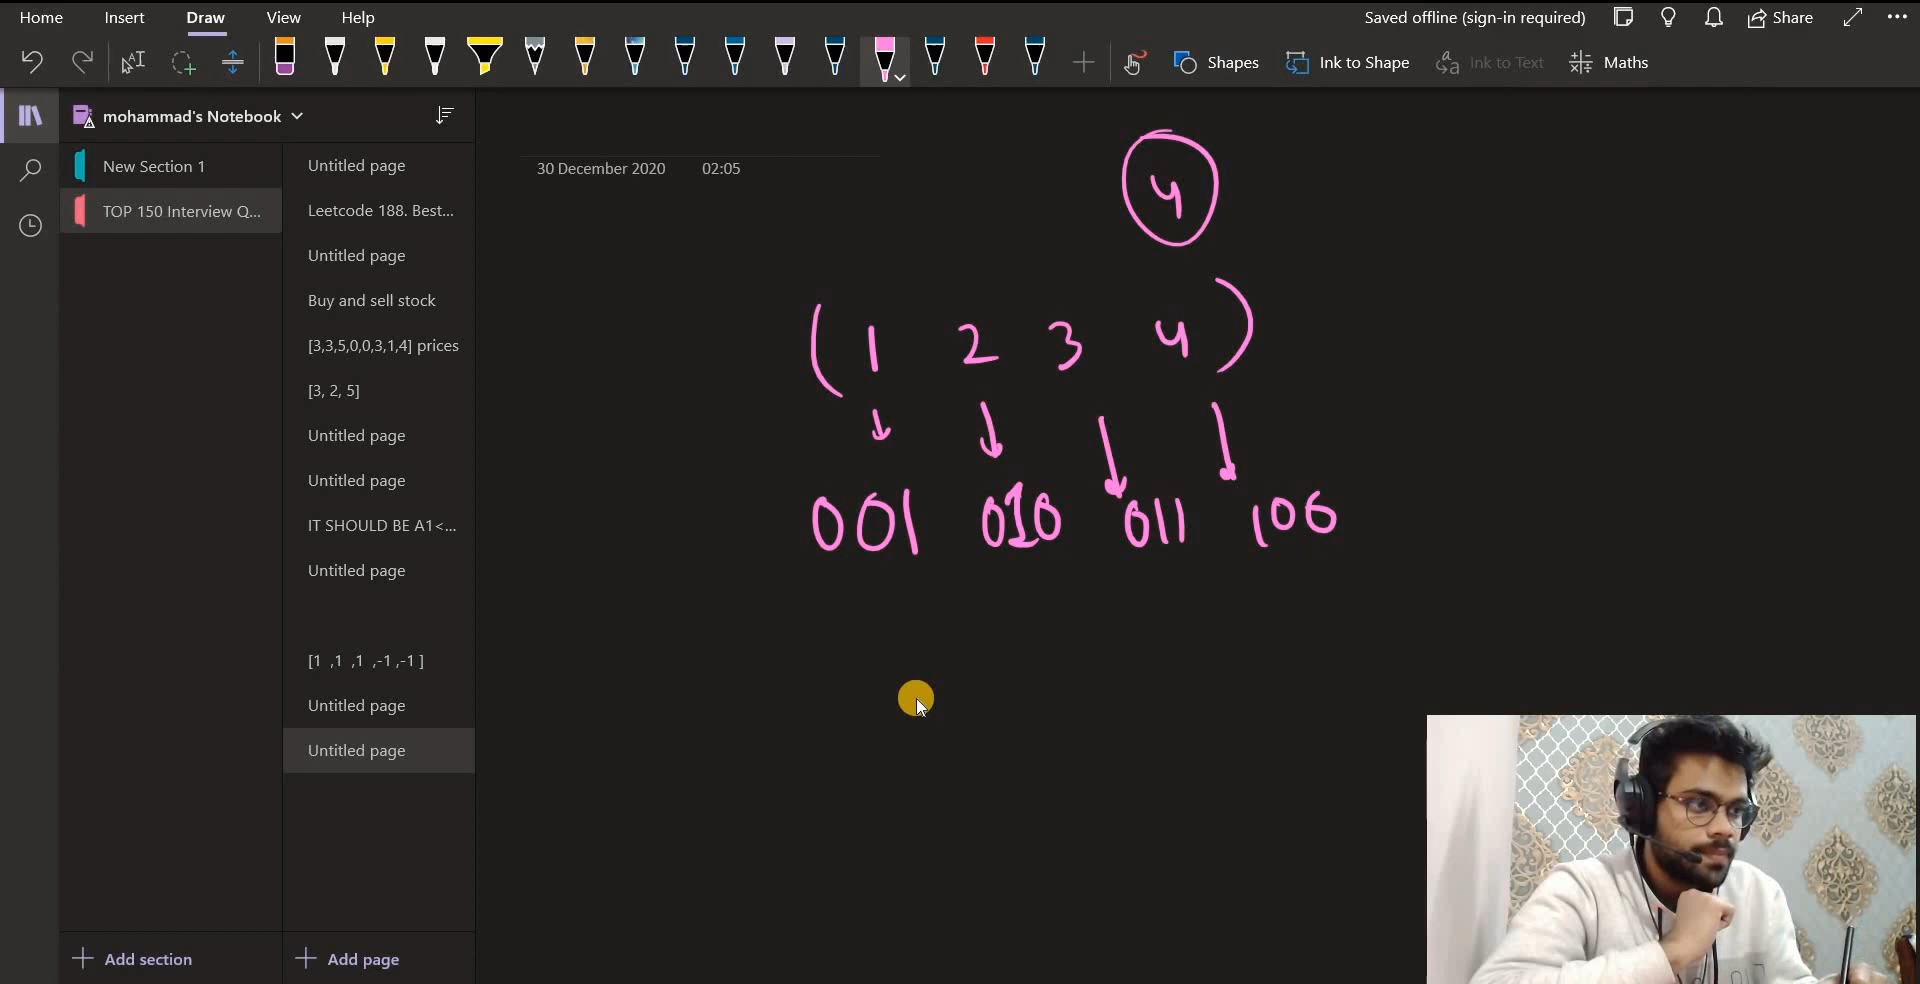 Home Insert Draw View Help Saved offline (sign-in required) Share
Shapes Ink to Shape Ink to Text Maths
mohammad's Notebook
New Section 1
TOP 150 Interview Q...
Untitled page
Leetcode 188. Best...
Untitled page
Buy and sell stock
[3,3,5,0,0,3,1,4] prices
[3, 2, 5]
Untitled page
Untitled page
IT SHOULD BE A1<...
Untitled page
[1 ,1 ,1 ,-1 ,-1 ]
Untitled page
Untitled page
Add section
Add page
30 December 2020 02:05
4
( 1 2 3 4 )
001 010 011 100